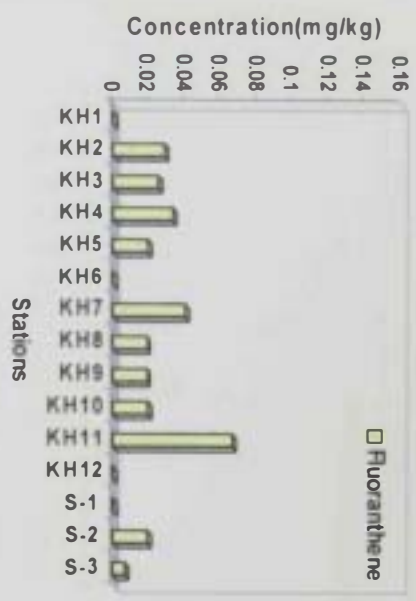 Concentration(mg/kg)
0 0.02 0.04 0.06 0.08 0.1 0.12 0.14 0.16
KH1
KH2
KH3
KH4
KH5
KH6
KH7
KH8
KH9
KH10
KH11
KH12
S-1
S-2
S-3
Stations
Fluoranthene